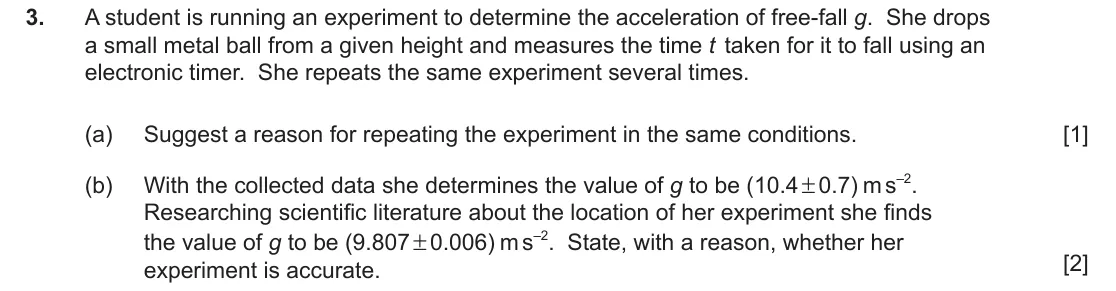 3. A student is running an experiment to determine the acceleration of free-fall g. She drops
a small metal ball from a given height and measures the time t taken for it to fall using an
electronic timer. She repeats the same experiment several times.
(a) Suggest a reason for repeating the experiment in the same conditions. [1]
(b) With the collected data she determines the value of g to be (10.4±0.7) m s⁻².
Researching scientific literature about the location of her experiment she finds
the value of g to be (9.807±0.006) m s⁻². State, with a reason, whether her
experiment is accurate. [2]